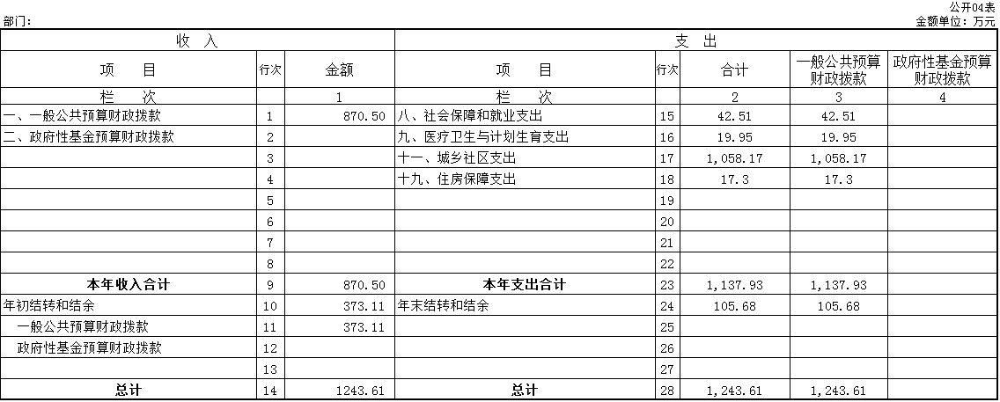 公开04表
部门： 金额单位：万元
收 入 支 出
项 目 行次 金额 项 目 行次 合计 一般公共预算财政拨款 政府性基金预算财政拨款
栏 次 1 栏 次 2 3 4
一、一般公共预算财政拨款 1 870.50 八、社会保障和就业支出 15 42.51 42.51
二、政府性基金预算财政拨款 2 九、医疗卫生与计划生育支出 16 19.95 19.95
3 十一、城乡社区支出 17 1,058.17 1,058.17
4 十九、住房保障支出 18 17.3 17.3
5 19
6 20
7 21
8 22
本年收入合计 9 870.50 本年支出合计 23 1,137.93 1,137.93
年初结转和结余 10 373.11 年末结转和结余 24 105.68 105.68
一般公共预算财政拨款 11 373.11 25
政府性基金预算财政拨款 12 26
13 27
总计 14 1243.61 总计 28 1,243.61 1,243.61